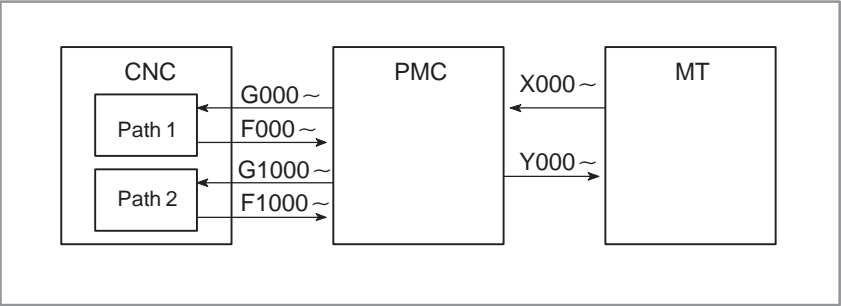 CNC
PMC
MT
G000～
X000～
Path 1
F000～
G1000～
Y000～
Path 2
F1000～